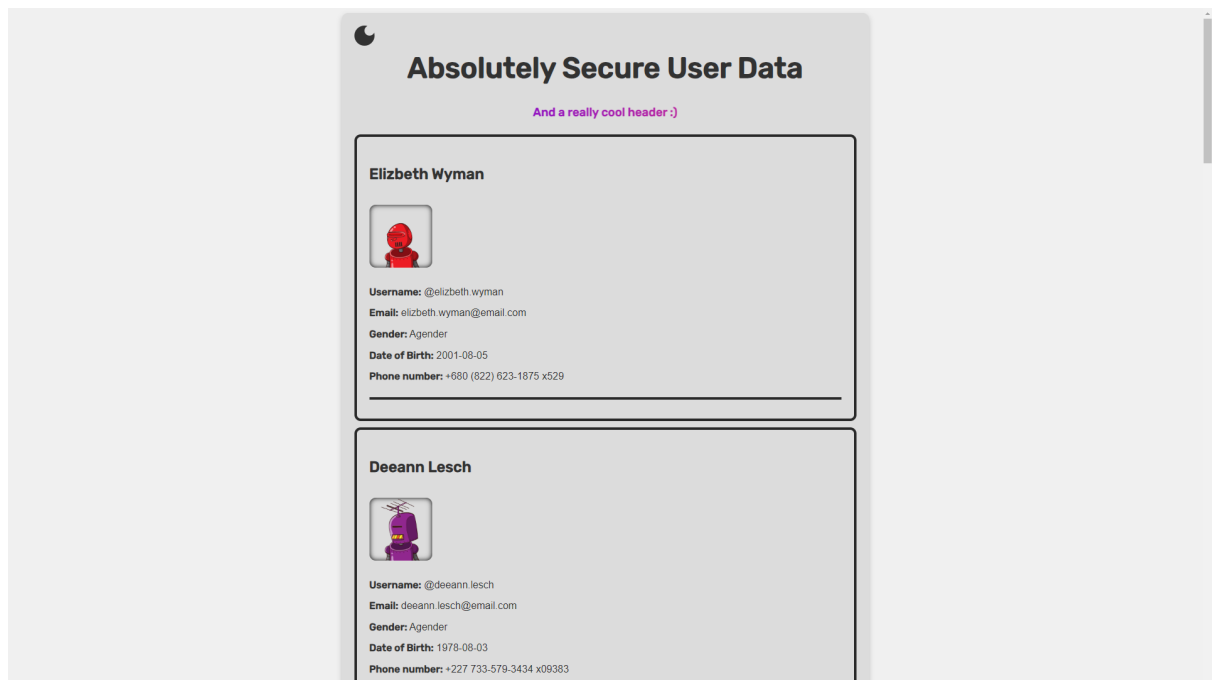 Absolutely Secure User Data
And a really cool header :)
Elizbeth Wyman
Username: @elizbeth.wyman
Email: elizbeth.wyman@email.com
Gender: Agender
Date of Birth: 2001-08-05
Phone number: +680 (822) 623-1875 x529
Deeann Lesch
Username: @deeann.lesch
Email: deeann.lesch@email.com
Gender: Agender
Date of Birth: 1978-08-03
Phone number: +227 733-579-3434 x09383